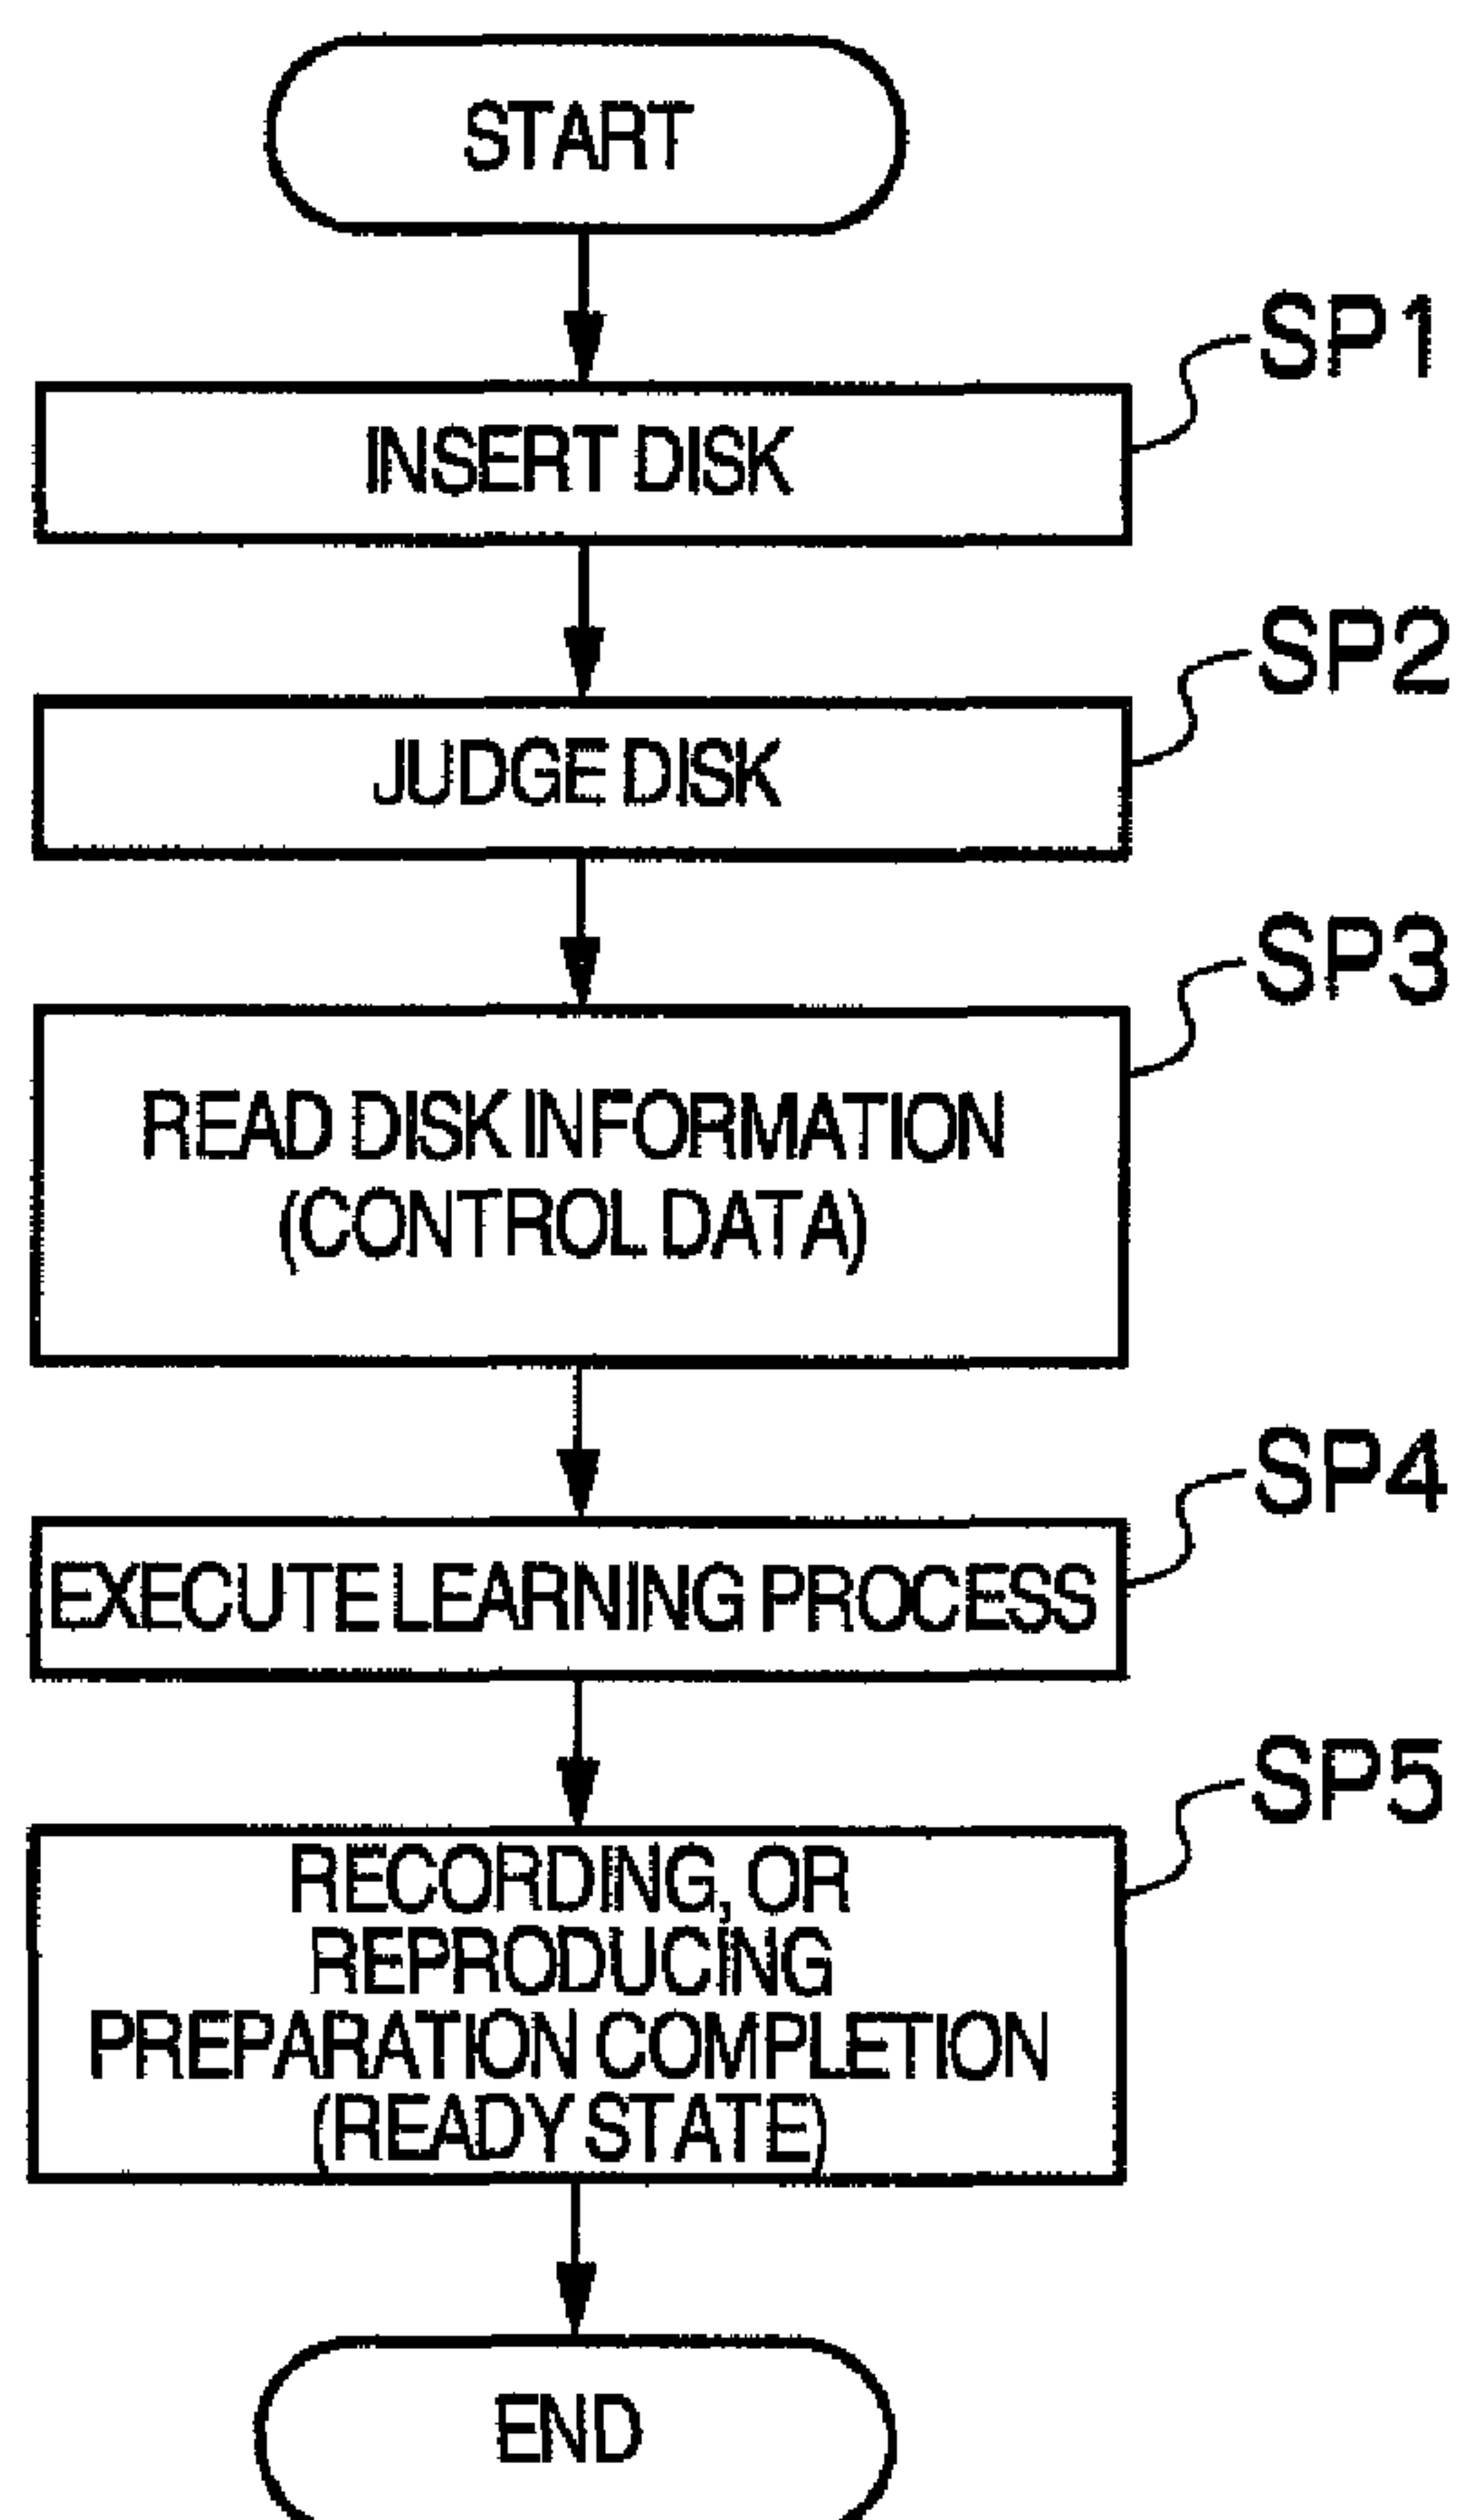 START
SP1
INSERT DISK
SP2
JUDGE DISK
SP3
READ DISK INFORMATION
(CONTROL DATA)
SP4
EXECUTE LEARNING PROCESS
SP5
RECORDING, OR
REPRODUCING
PREPARATION COMPLETION
(READY STATE)
END